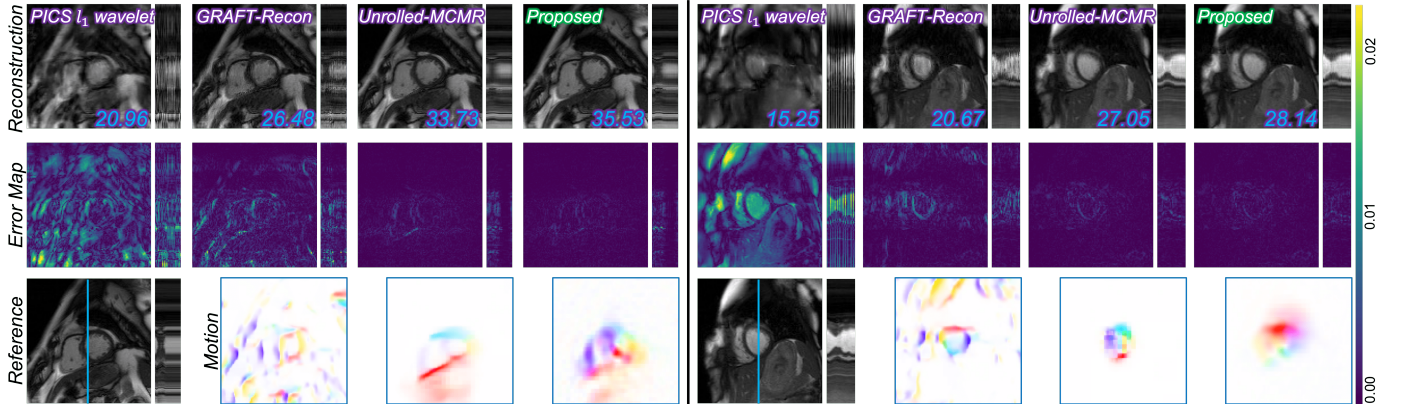 Reconstruction
PICS l₁ wavelet
GRAFT-Recon
Unrolled-MCMR
Proposed
PICS l₁ wavelet
GRAFT-Recon
Unrolled-MCMR
Proposed
20.96
26.48
33.73
35.53
15.25
20.67
27.05
28.14
0.02
Error Map
0.01
Reference
Motion
0.00